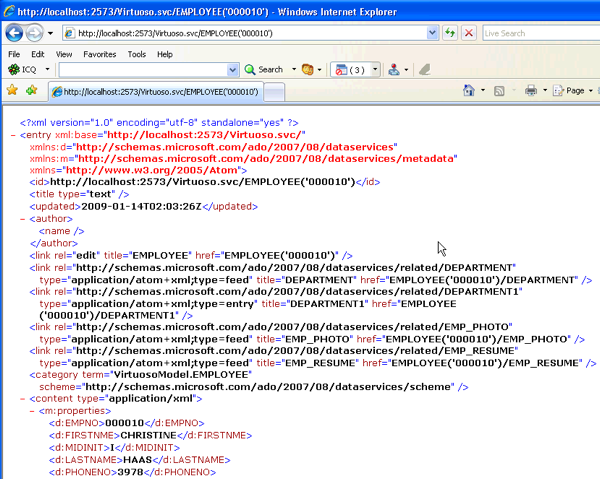 http://localhost:2573/Virtuoso.svc/EMPLOYEE('000010') - Windows Internet Explorer
http://localhost:2573/Virtuoso.svc/EMPLOYEE('000010')
Live Search
File Edit View Favorites Tools Help
ICQ
Search
( 3 )
http://localhost:2573/Virtuoso.svc/EMPLOYEE('000010')
Page
<?xml version="1.0" encoding="utf-8" standalone="yes" ?>
- <entry xml:base="http://localhost:2573/Virtuoso.svc/"
xmlns:d="http://schemas.microsoft.com/ado/2007/08/dataservices"
xmlns:m="http://schemas.microsoft.com/ado/2007/08/dataservices/metadata"
xmlns="http://www.w3.org/2005/Atom">
<id>http://localhost:2573/Virtuoso.svc/EMPLOYEE('000010')</id>
<title type="text" />
<updated>2009-01-14T02:03:26Z</updated>
- <author>
<name />
</author>
<link rel="edit" title="EMPLOYEE" href="EMPLOYEE('000010')" />
<link rel="http://schemas.microsoft.com/ado/2007/08/dataservices/related/DEPARTMENT"
type="application/atom+xml;type=feed" title="DEPARTMENT" href="EMPLOYEE('000010')/DEPARTMENT" />
<link rel="http://schemas.microsoft.com/ado/2007/08/dataservices/related/DEPARTMENT1"
type="application/atom+xml;type=entry" title="DEPARTMENT1" href="EMPLOYEE
('000010')/DEPARTMENT1" />
<link rel="http://schemas.microsoft.com/ado/2007/08/dataservices/related/EMP_PHOTO"
type="application/atom+xml;type=feed" title="EMP_PHOTO" href="EMPLOYEE('000010')/EMP_PHOTO" />
<link rel="http://schemas.microsoft.com/ado/2007/08/dataservices/related/EMP_RESUME"
type="application/atom+xml;type=feed" title="EMP_RESUME" href="EMPLOYEE('000010')/EMP_RESUME" />
<category term="VirtuosoModel.EMPLOYEE"
scheme="http://schemas.microsoft.com/ado/2007/08/dataservices/scheme" />
- <content type="application/xml">
- <m:properties>
<d:EMPNO>000010</d:EMPNO>
<d:FIRSTNME>CHRISTINE</d:FIRSTNME>
<d:MIDINIT>I</d:MIDINIT>
<d:LASTNAME>HAAS</d:LASTNAME>
<d:PHONENO>3978</d:PHONENO>